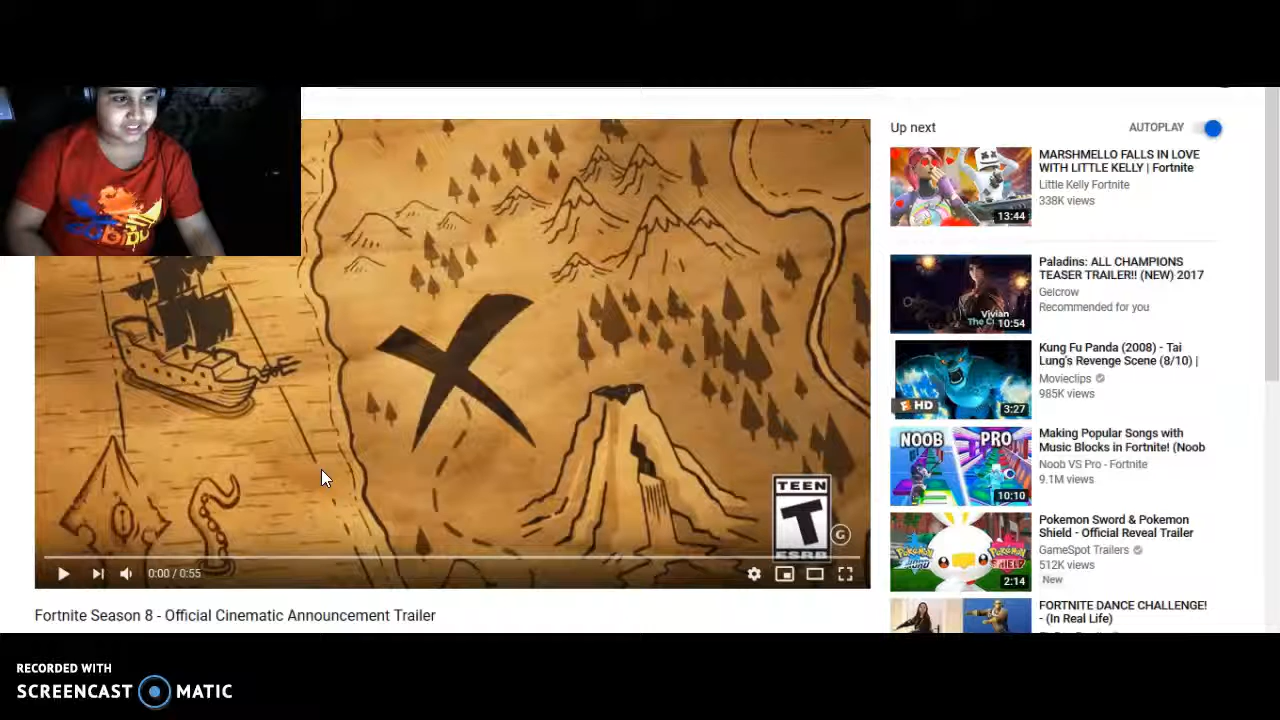 Up next
AUTOPLAY
MARSHMELLO FALLS IN LOVE
WITH LITTLE KELLY | Fortnite
Little Kelly Fortnite
338K views
13:44
Paladins: ALL CHAMPIONS
TEASER TRAILER!! (NEW) 2017
Gelcrow
Recommended for you
Vivian
10:54
Kung Fu Panda (2008) - Tai
Lung's Revenge Scene (8/10) |
Movieclips
985K views
HD
3:27
Making Popular Songs with
Music Blocks in Fortnite! (Noob
Noob VS Pro - Fortnite
9.1M views
NOOB PRO
10:10
Pokemon Sword & Pokemon
Shield - Official Reveal Trailer
GameSpot Trailers
512K views
New
2:14
FORTNITE DANCE CHALLENGE!
- (In Real Life)
TEEN
T
ESRB
G
0:00 / 0:55
Fortnite Season 8 - Official Cinematic Announcement Trailer
RECORDED WITH
SCREENCAST MATIC